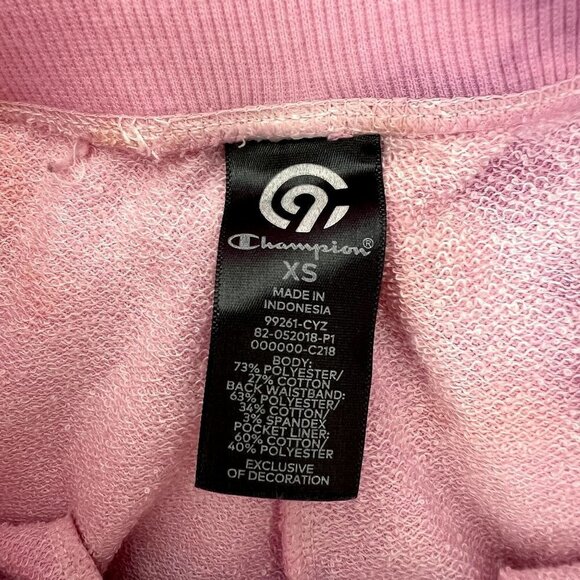 C9
Champion®
XS
MADE IN
INDONESIA
99261-CYZ
82-052018-P1
000000-C218
BODY:
73% POLYESTER/
27% COTTON
BACK WAISTBAND:
63% POLYESTER/
34% COTTON/
3% SPANDEX
POCKET LINER:
60% COTTON/
40% POLYESTER
EXCLUSIVE
OF DECORATION